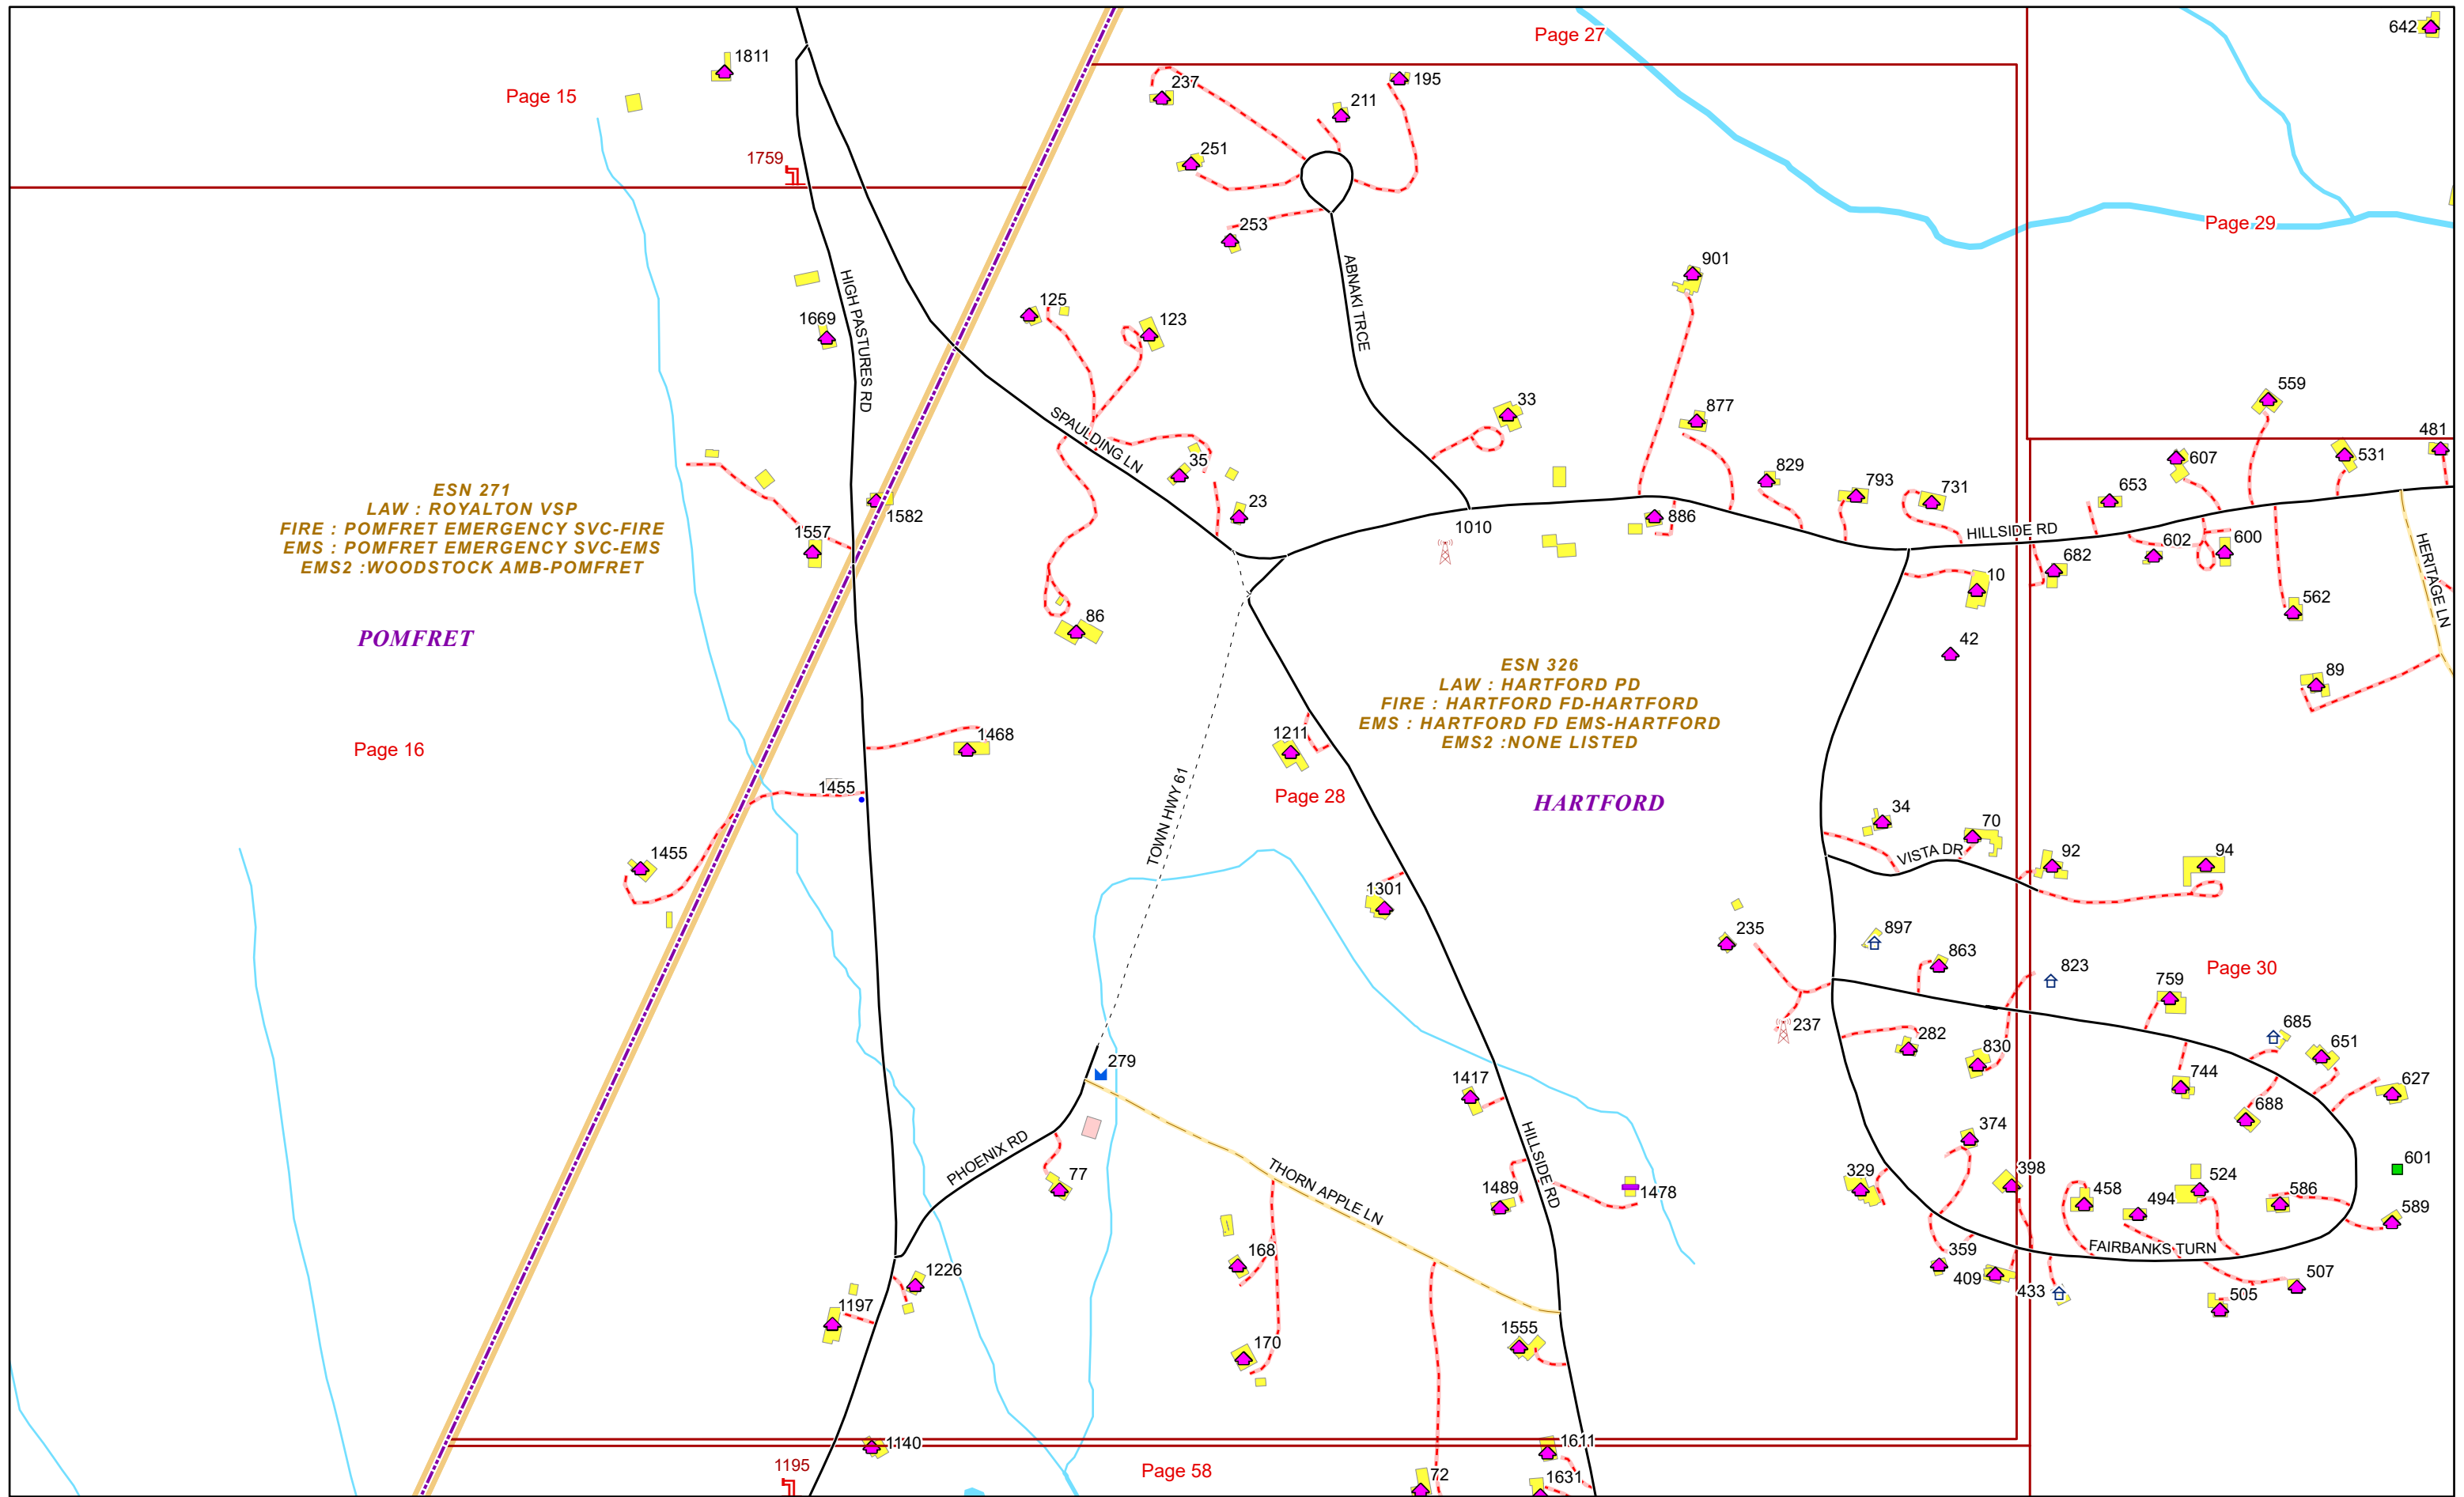 642
Page 27
1811
237
195
Page 15
211
251
1759
Page 29
253
901
125
123
HIGH PASTURES RD
ABNAKI TRCE
1669
559
33
877
SPAULDING LN
481
35
607
531
829
793
731
653
ESN 271
LAW : ROYALTON VSP
FIRE : POMFRET EMERGENCY SVC-FIRE
EMS : POMFRET EMERGENCY SVC-EMS
EMS2 :WOODSTOCK AMB-POMFRET
1582
1557
23
1010
886
HILLSIDE RD
602
600
682
10
HERITAGE LN
562
86
POMFRET
42
ESN 326
LAW : HARTFORD PD
FIRE : HARTFORD FD-HARTFORD
EMS : HARTFORD FD EMS-HARTFORD
EMS2 :NONE LISTED
89
1468
1211
Page 16
1455
Page 28
HARTFORD
TOWN HWY 61
34
70
VISTA DR
92
94
1455
1301
235
897
863
823
Page 30
759
237
282
830
685
651
279
744
627
688
1417
374
PHOENIX RD
77
THORN APPLE LN
HILLSIDE RD
1489
1478
329
398
458
494
524
586
601
589
168
359
FAIRBANKS TURN
1226
409
433
507
505
1197
170
1555
1140
1611
1195
Page 58
72
1631